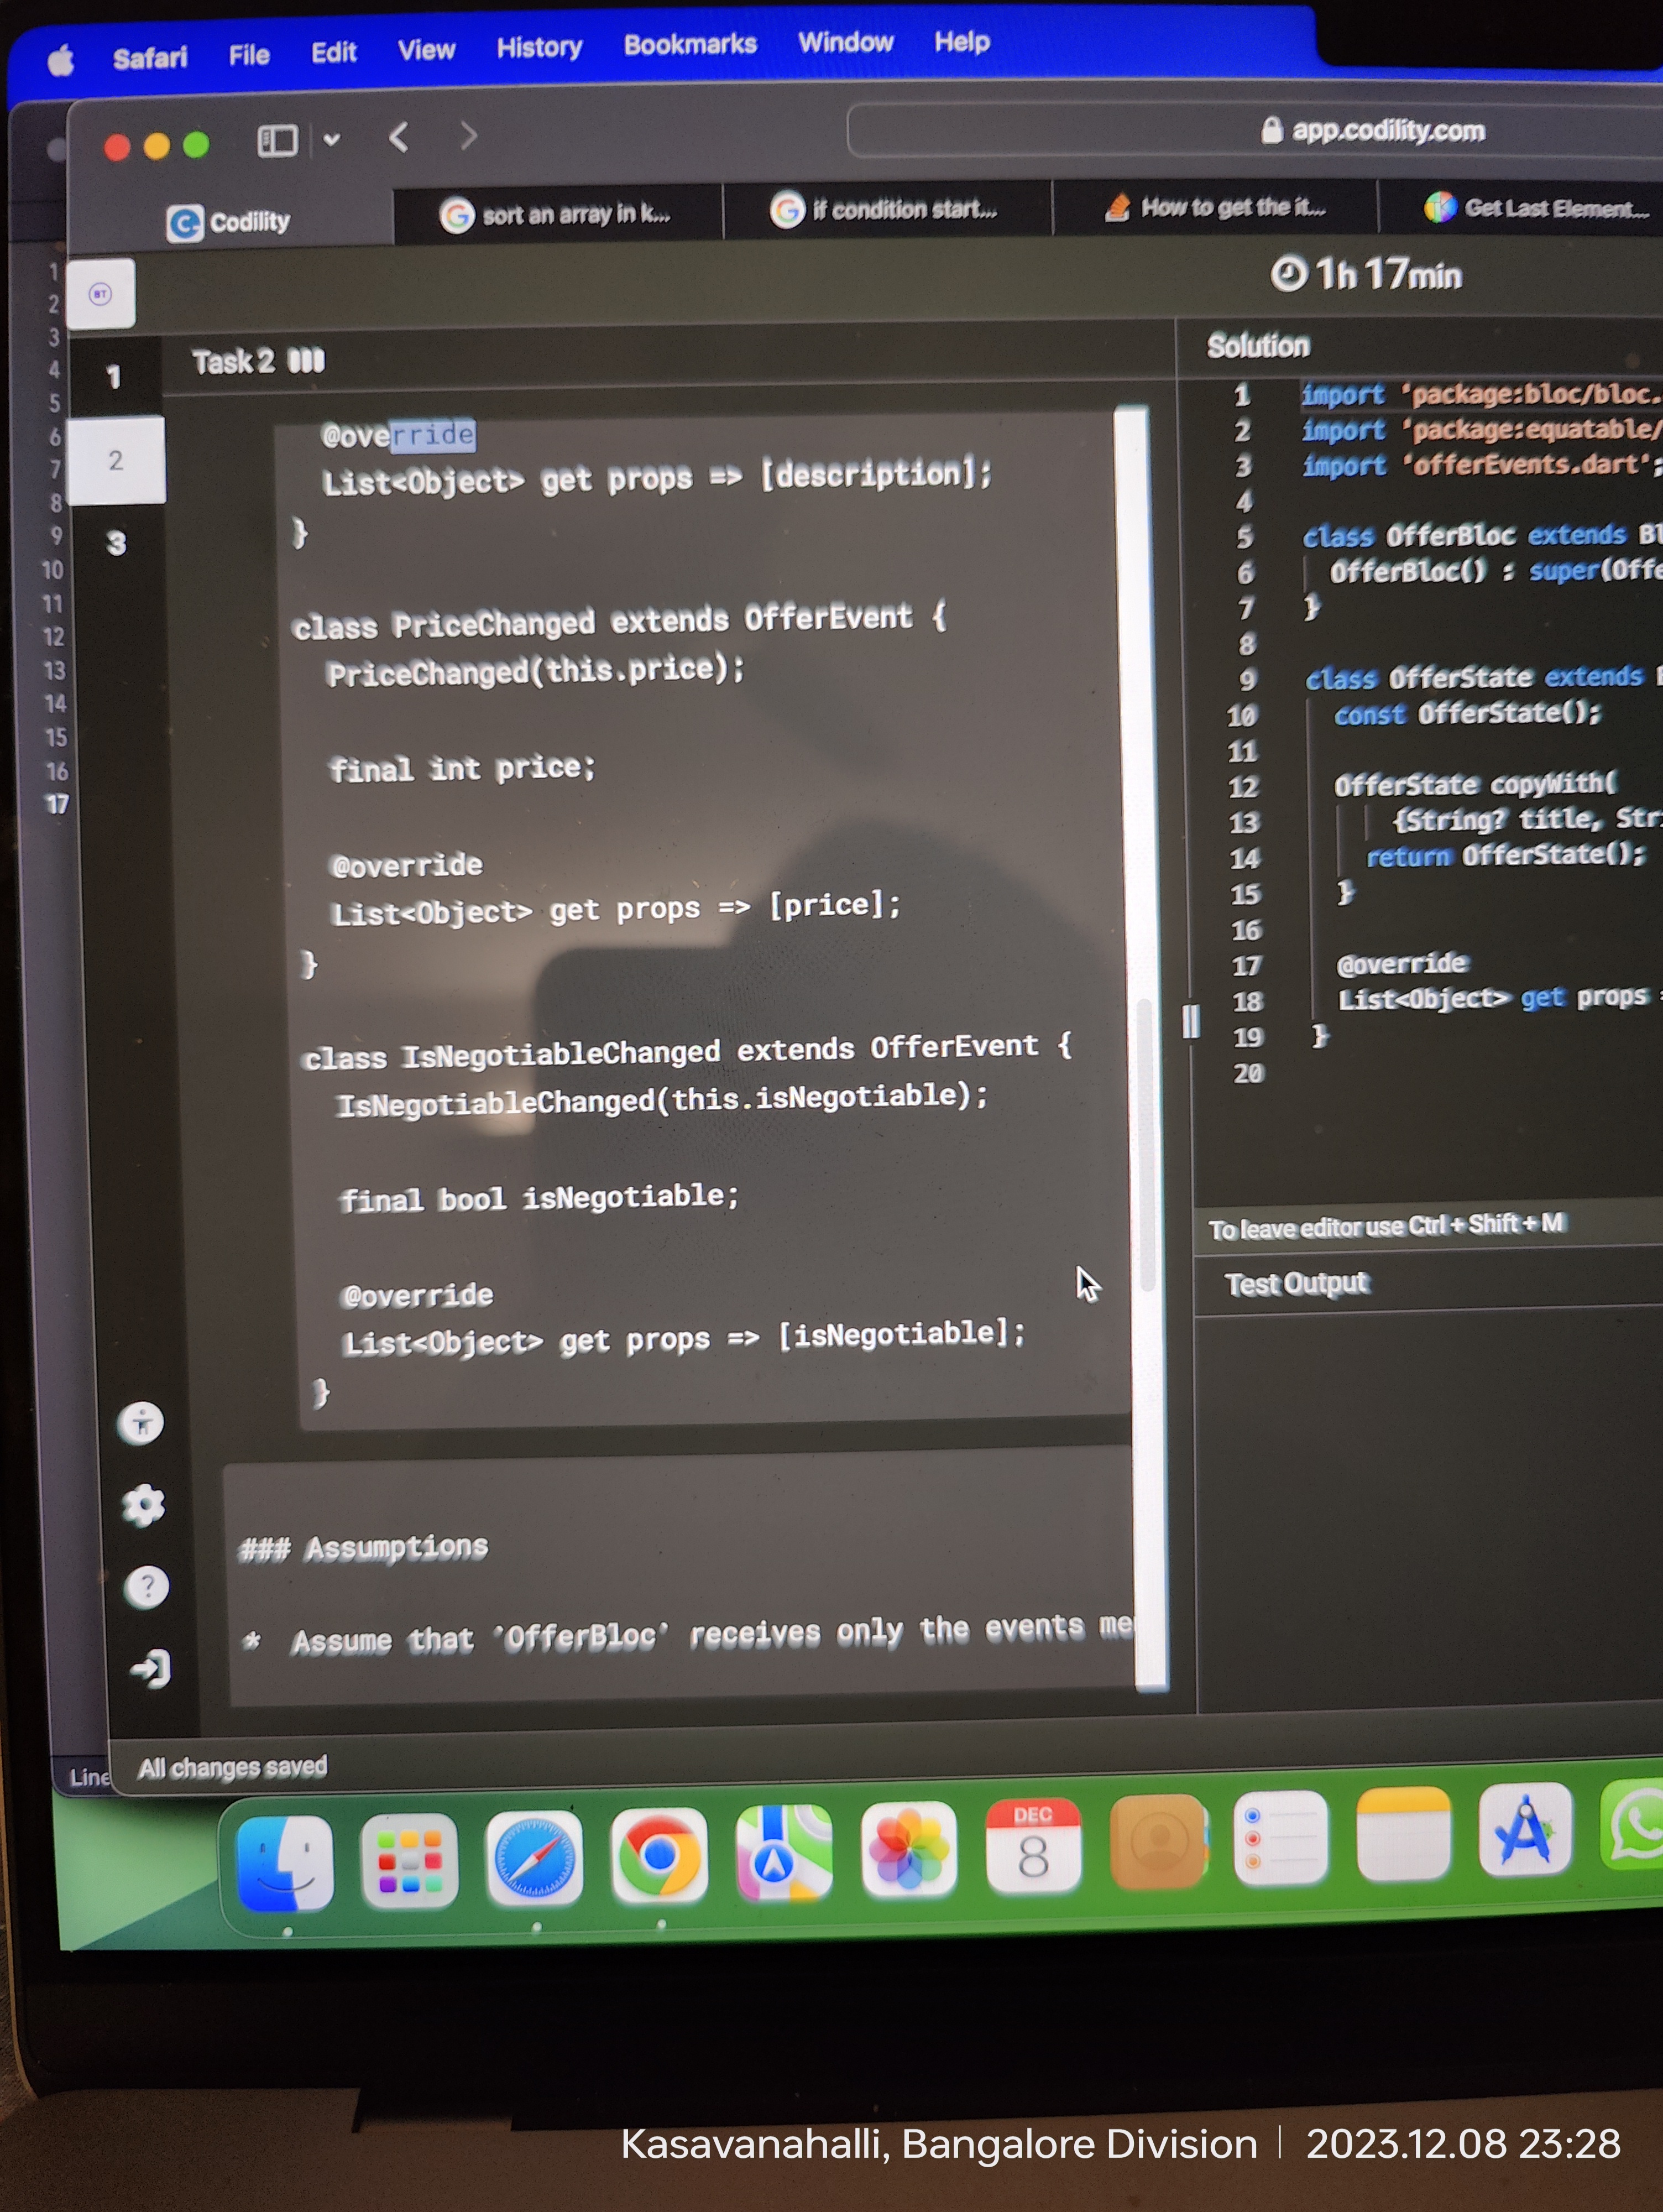 Safari File Edit View History Bookmarks Window Help
app.codility.com
Codility
sort an array in k...
if condition start...
How to get the it...
Get Last Element...
1h 17min
1
2
3
4
5
6
7
8
9
10
11
12
13
14
15
16
17
BT
1
2
3
Task 2
@override
List<Object> get props => [description];
}
class PriceChanged extends OfferEvent {
PriceChanged(this.price);
final int price;
@override
List<Object> get props => [price];
}
class IsNegotiableChanged extends OfferEvent {
IsNegotiableChanged(this.isNegotiable);
final bool isNegotiable;
@override
List<Object> get props => [isNegotiable];
}
### Assumptions
* Assume that `OfferBloc` receives only the events me
Solution
1 import 'package:bloc/bloc.
2 import 'package:equatable/
3 import 'offerEvents.dart';
4
5 class OfferBloc extends Bl
6 OfferBloc() : super(Offe
7 }
8
9 class OfferState extends E
10 const OfferState();
11
12 OfferState copyWith(
13 {String? title, Stri
14 return OfferState();
15 }
16
17 @override
18 List<Object> get props =
19 }
20
To leave editor use Ctrl + Shift + M
Test Output
All changes saved
Line
DEC
8
Kasavanahalli, Bangalore Division | 2023.12.08 23:28